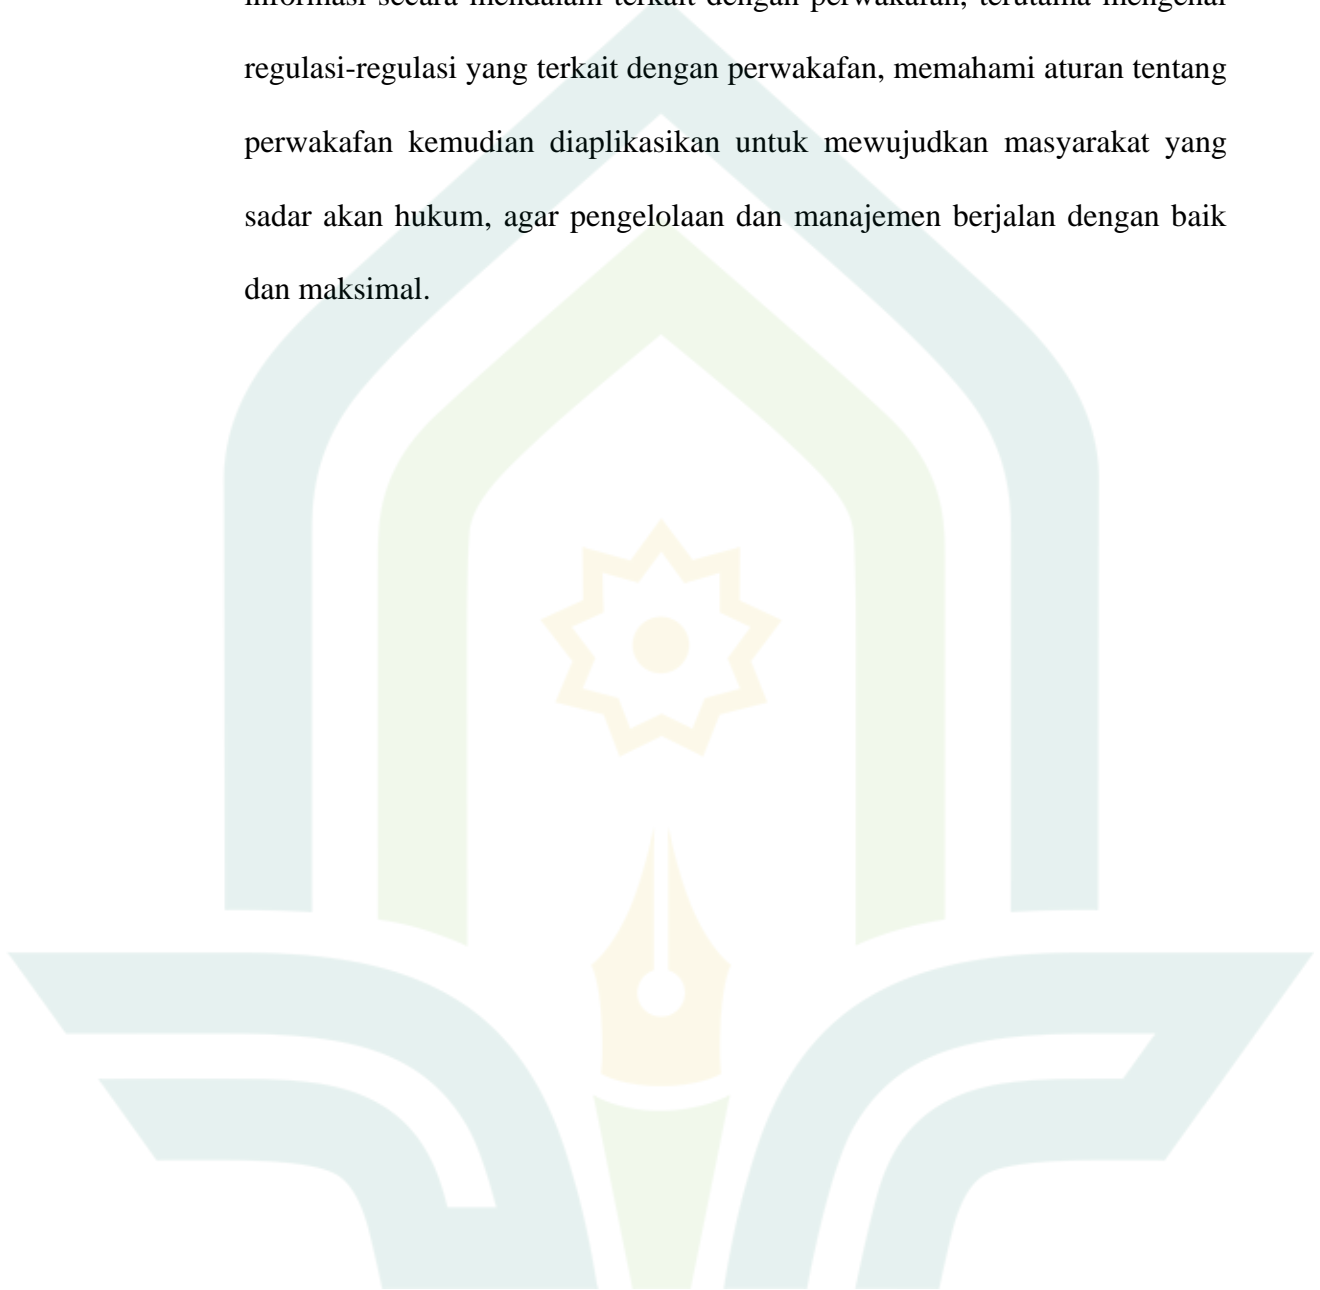 informasi secara mendalam terkait dengan perwakafan, terutama mengenai
regulasi-regulasi yang terkait dengan perwakafan, memahami aturan tentang
perwakafan kemudian diaplikasikan untuk mewujudkan masyarakat yang
sadar akan hukum, agar pengelolaan dan manajemen berjalan dengan baik
dan maksimal.